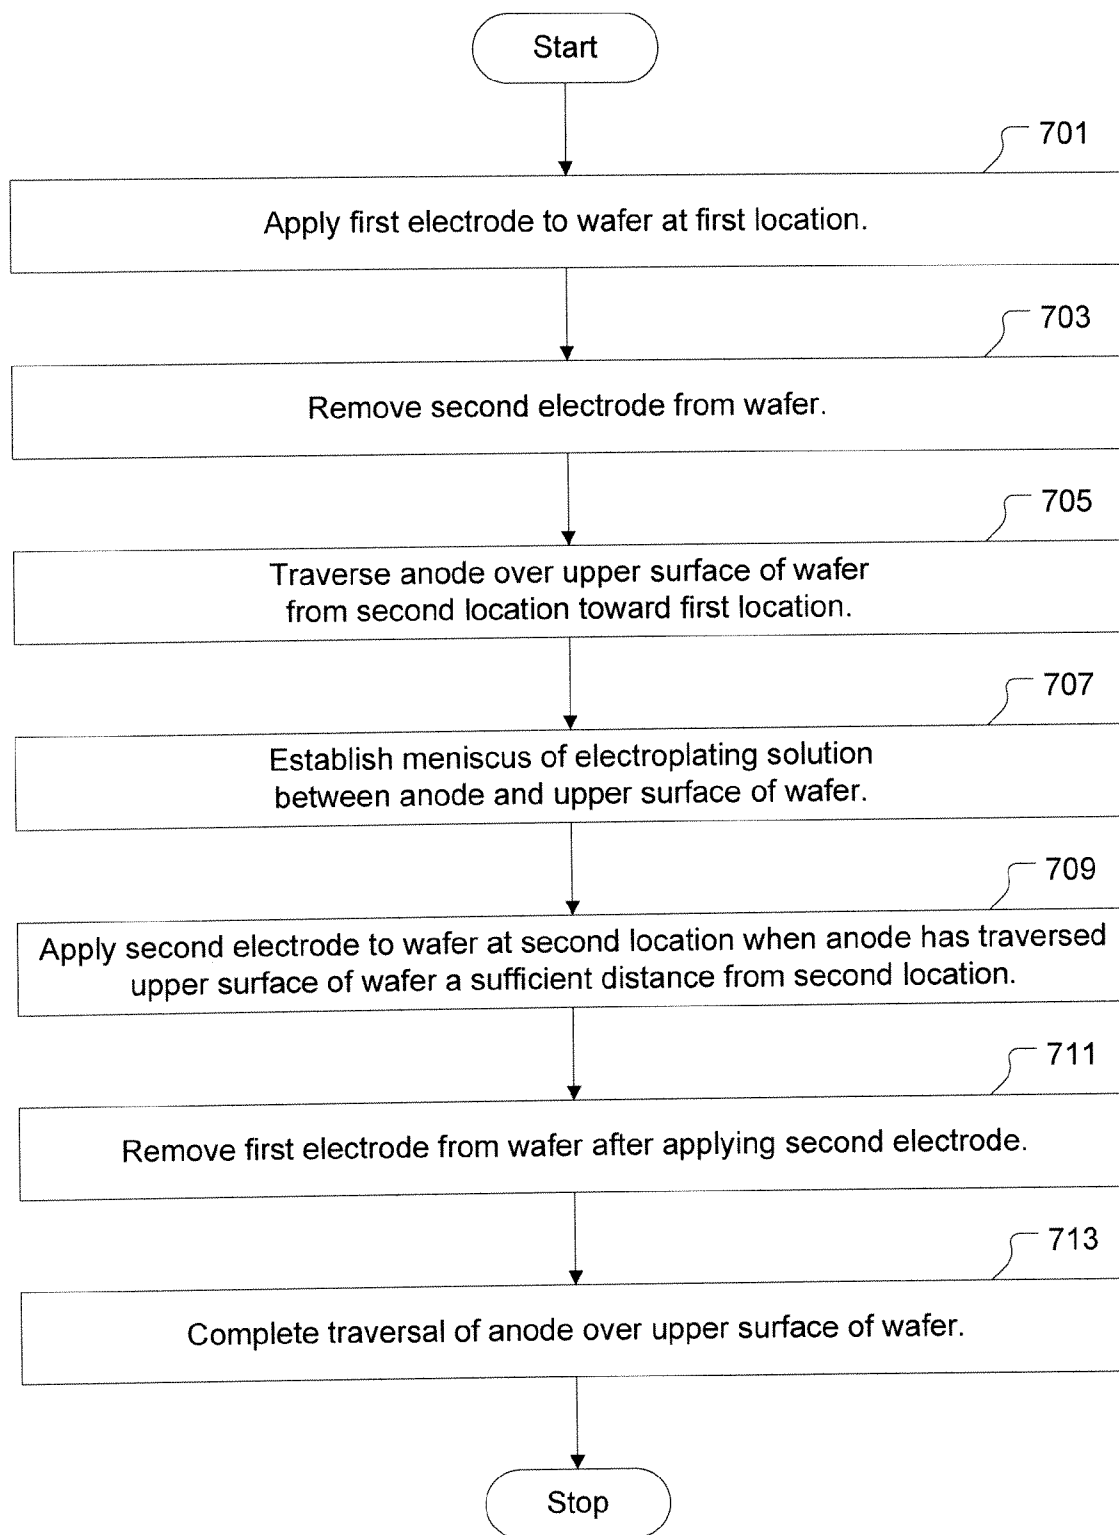 Start
701
Apply first electrode to wafer at first location.
703
Remove second electrode from wafer.
705
Traverse anode over upper surface of wafer
from second location toward first location.
707
Establish meniscus of electroplating solution
between anode and upper surface of wafer.
709
Apply second electrode to wafer at second location when anode has traversed
upper surface of wafer a sufficient distance from second location.
711
Remove first electrode from wafer after applying second electrode.
713
Complete traversal of anode over upper surface of wafer.
Stop